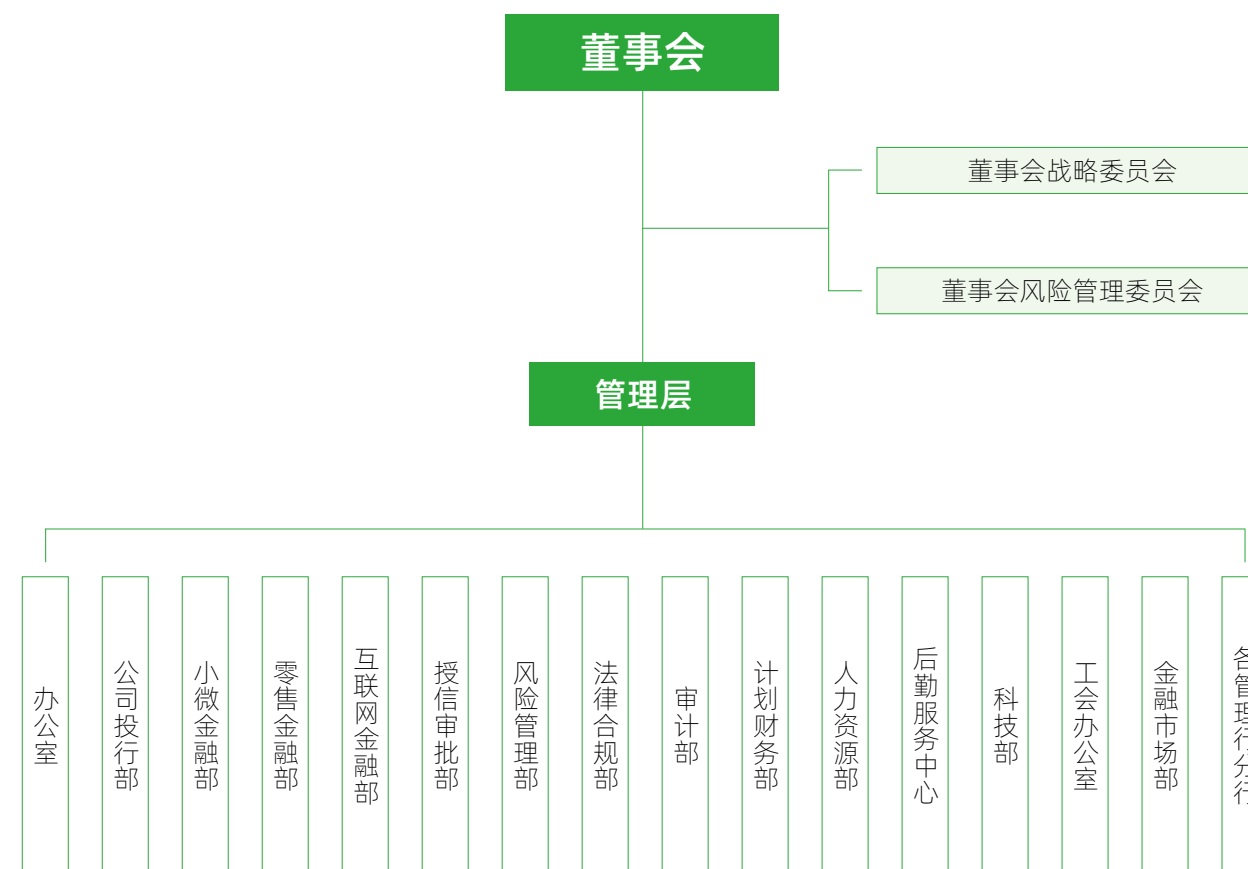 董事会
董事会战略委员会
董事会风险管理委员会
管理层
办公室
公司投行部
小微金融部
零售金融部
互联网金融部
授信审批部
风险管理部
法律合规部
审计部
计划财务部
人力资源部
后勤服务中心
科技部
工会办公室
金融市场部
各管理行分行